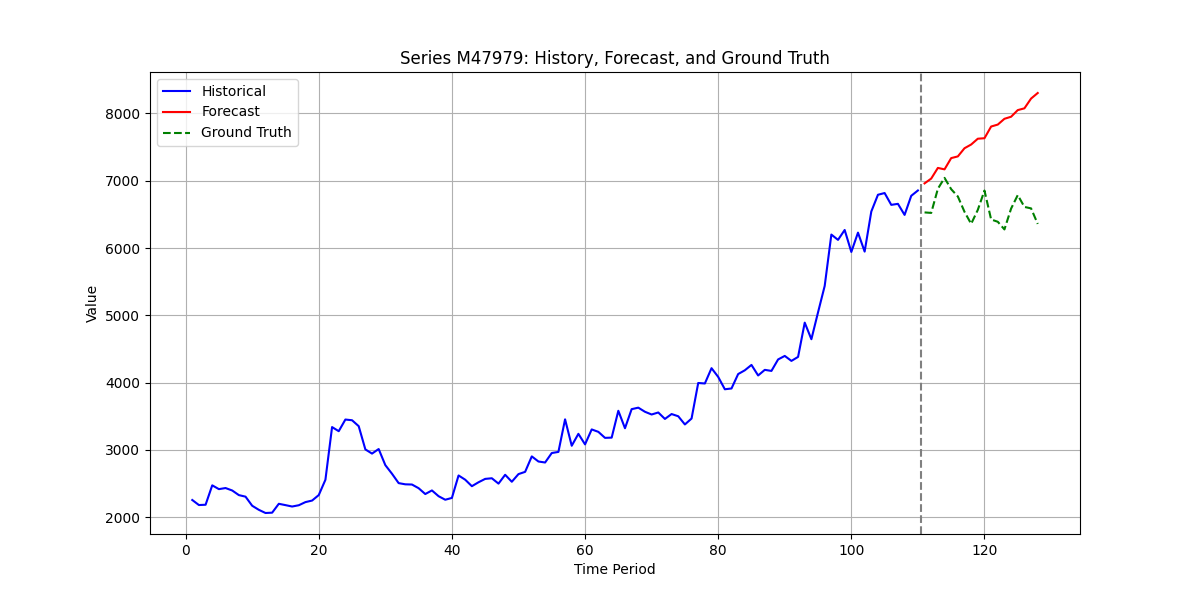 Series M47979: History, Forecast, and Ground Truth
Historical
Forecast
Ground Truth
8000
7000
6000
5000
4000
3000
2000
Value
0 20 40 60 80 100 120
Time Period